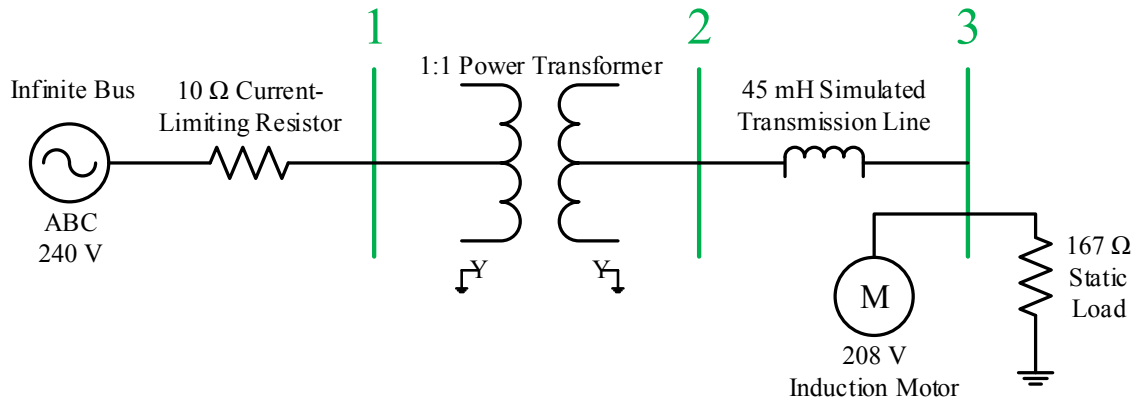 1
2
3
1:1 Power Transformer
Infinite Bus
10 Ω Current-
Limiting Resistor
45 mH Simulated
Transmission Line
ABC
240 V
Y
Y
M
208 V
Induction Motor
167 Ω
Static
Load